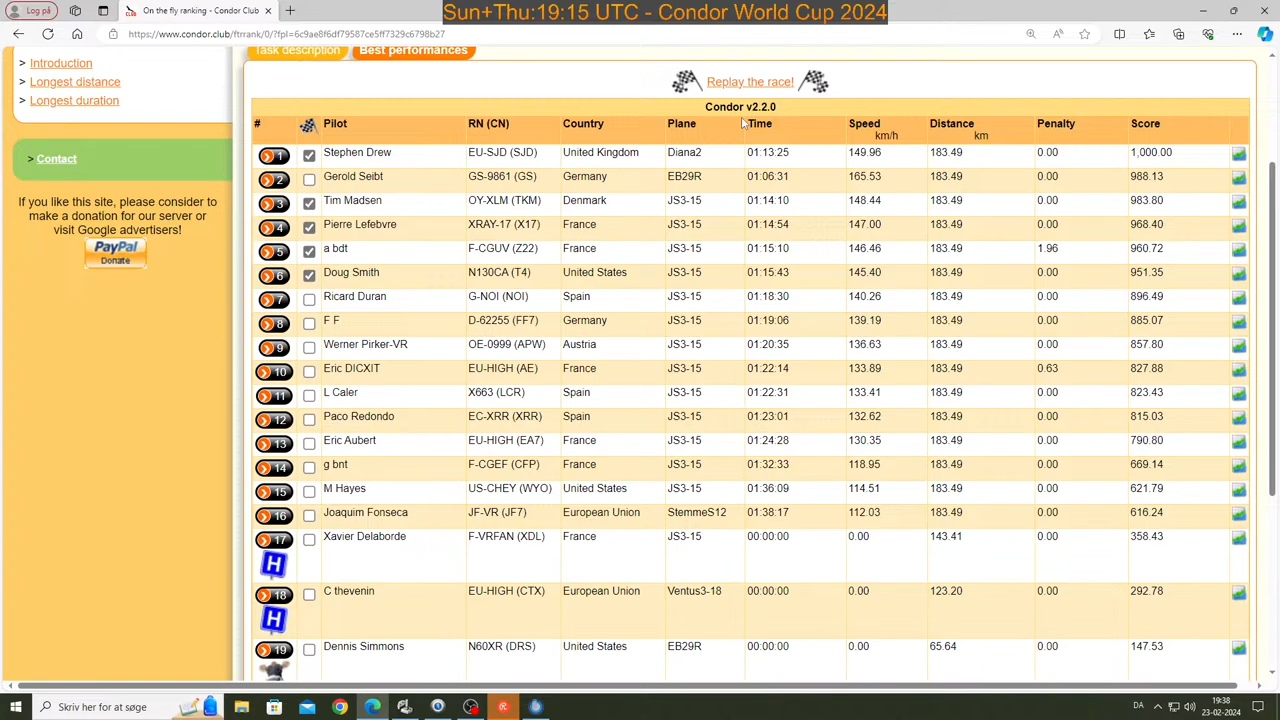 Sun+Thu:19:15 UTC - Condor World Cup 2024
Log på
On the fly ranking - Condor Club
https://www.condor.club/ftrrank/0/?fpl=6c9ae8f6df79587ce5ff7329c6798b27
Task description Best performances
> Introduction
> Longest distance
> Longest duration
> Contact
If you like this site, please consider to
make a donation for our server or
visit Google advertisers!
PayPal
Donate
Replay the race!
Condor v2.2.0
# Pilot RN (CN) Country Plane Time Speed Distance Penalty Score
km/h km
1 Stephen Drew EU-SJD (SJD) United Kingdom Diana2 01:13:25 149.96 183.49 0.00 1,000.00
2 Gerold Seibt GS-9861 (GS) Germany EB29R 01:06:31 165.53 183.49 0.00 988.13
3 Tim Madsen OY-XLM (TKM) Denmark JS3-15 01:14:10 148.44 183.49 0.00 983.80
4 Pierre Lefebvre XRAY-17 (X17) France JS3-15 01:14:54 147.00 183.49 0.00 968.40
5 a bdt F-CGUV (Z22) France JS3-15 01:15:10 146.46 183.49 1.96 960.72
6 Doug Smith N130CA (T4) United States JS3-15 01:15:43 145.40 183.49 0.00 951.35
7 Ricard Duran G-NOI (NOI) Spain JS3-15 01:18:30 140.26 183.49 0.00 896.49
8 F F D-62255 (FF7) Germany JS3-15 01:19:06 139.19 183.49 0.00 885.07
9 Werner Pirker-VR OE-0999 (APW) Austria JS3-15 01:20:35 136.63 183.49 0.00 857.80
10 Eric DICXIT EU-HIGH (AE) France JS3-15 01:22:14 133.89 183.49 0.63 827.88
11 L Caler X663 (LCR) Spain JS3-15 01:22:31 133.41 183.49 0.00 823.43
12 Paco Redondo EC-XRR (XRR) Spain JS3-15 01:23:01 132.62 183.49 0.00 815.03
13 Eric Aubert EU-HIGH (EA7) France JS3-15 01:24:28 130.35 183.49 0.00 790.80
14 g bnt F-CGEF (CFP) France JS3-15 01:32:33 118.95 183.49 0.00 669.14
15 M Hayes US-CHEY (WYO) United States JS3-15 01:36:09 114.51 183.49 0.00 621.79
16 Joaquim Fonseca JF-VR (JF7) European Union StemmeS12 01:38:17 112.03 183.49 0.00 616.24
17 Xavier Delaborde F-VRFAN (XDL) France JS3-15 00:00:00 0.00 143.41 0.00 358.43
H
18 C thevenin EU-HIGH (CTX) European Union Ventus3-18 00:00:00 0.00 123.20 0.00 292.78
H
19 Dennis Simmons N60XR (DRS) United States EB29R 00:00:00 0.00 65.64 0.00 147.53
Skriv her for at søge
DA
19:38
23-02-2024